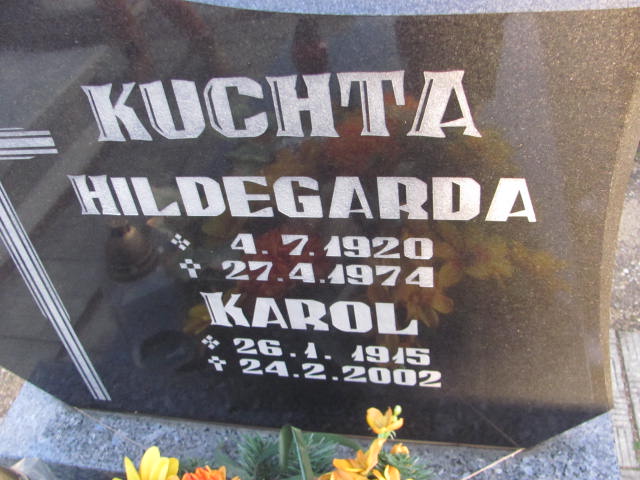 KUCHTA
HILDEGARDA
4.7.1920
✝ 27.4.1974
KAROL
26.1.1915
✝ 24.2.2002